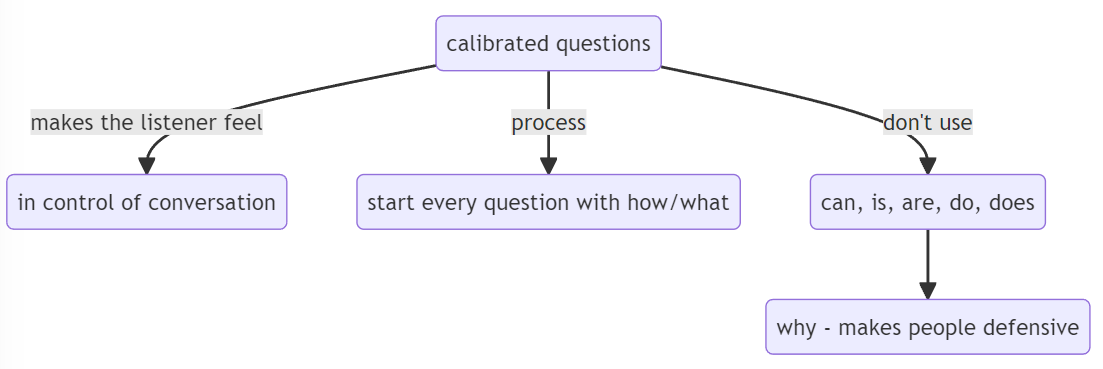 calibrated questions
makes the listener feel
process
don't use
in control of conversation
start every question with how/what
can, is, are, do, does
why - makes people defensive